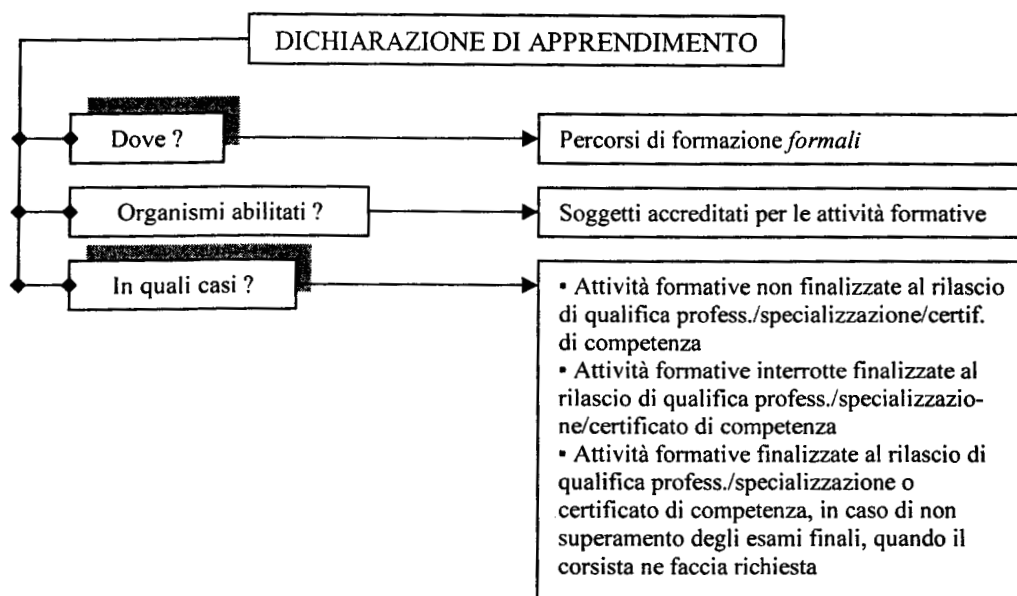 DICHIARAZIONE DI APPRENDIMENTO
Dove ?
Percorsi di formazione formali
Organismi abilitati ?
Soggetti accreditati per le attività formative
In quali casi ?
▪ Attività formative non finalizzate al rilascio
di qualifica profess./specializzazione/certif.
di competenza
▪ Attività formative interrotte finalizzate al
rilascio di qualifica profess./specializzazio-
ne/certificato di competenza
▪ Attività formative finalizzate al rilascio di
qualifica profess./specializzazione o
certificato di competenza, in caso di non
superamento degli esami finali, quando il
corsista ne faccia richiesta